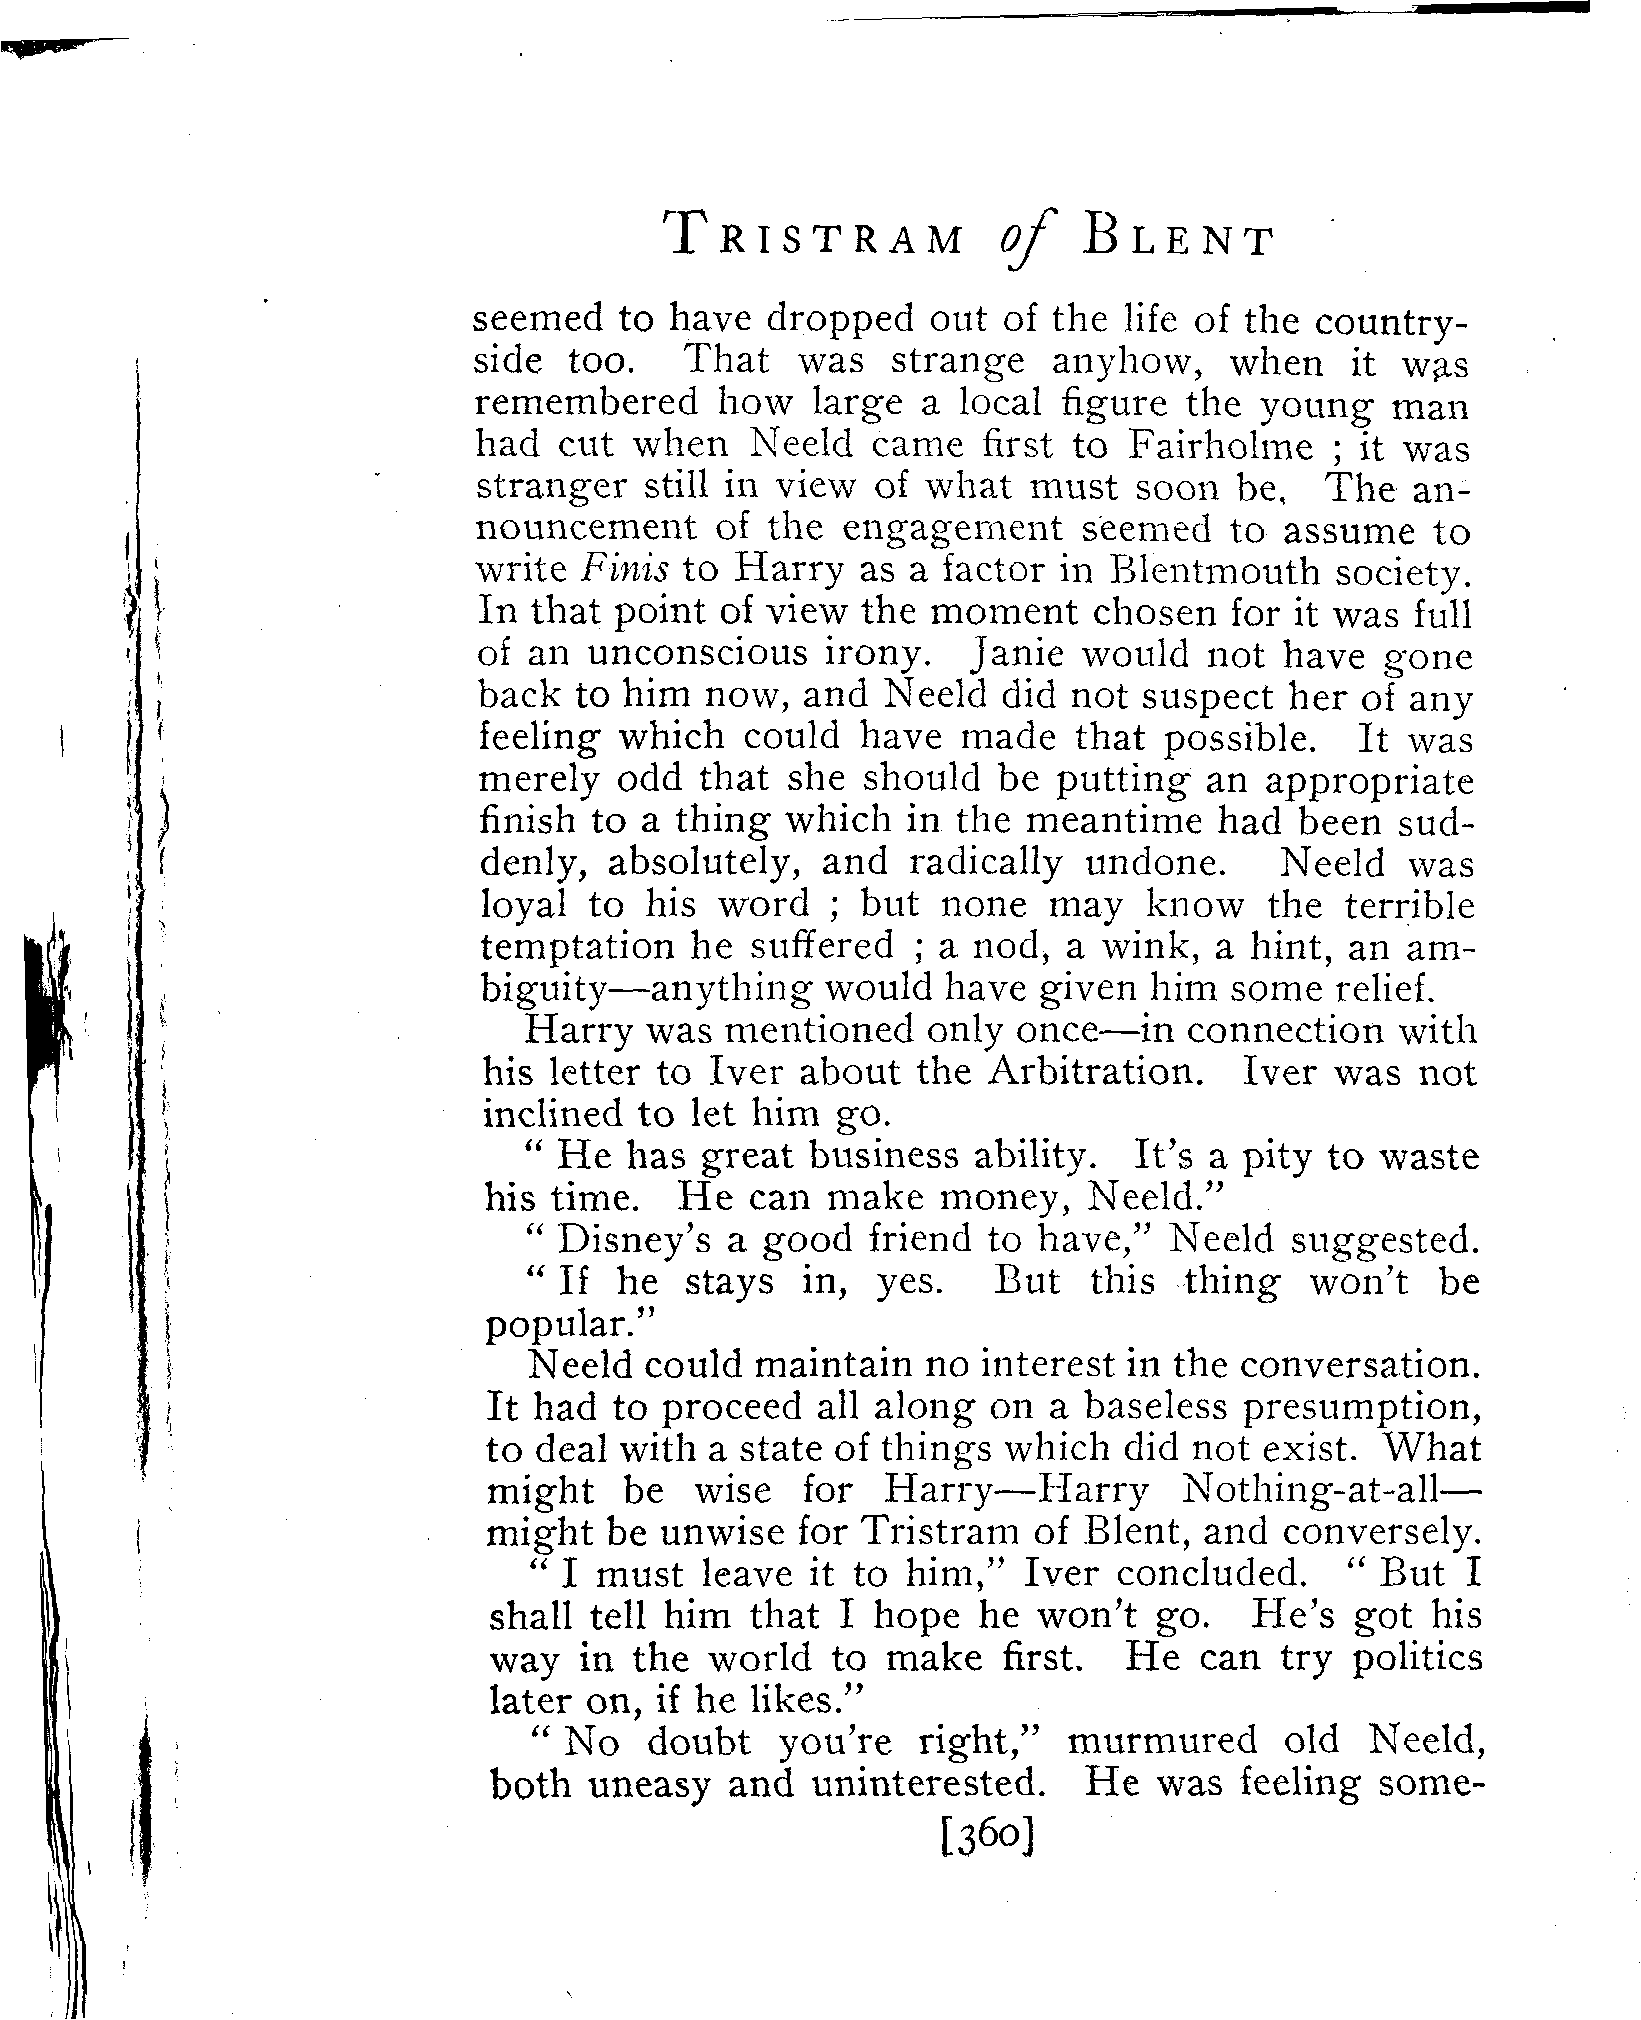 TRISTRAM of BLENT
seemed to have dropped out of the life of the country-
side too. That was strange anyhow, when it was
remembered how large a local figure the young man
had cut when Neeld came first to Fairholme ; it was
stranger still in view of what must soon be. The an-
nouncement of the engagement seemed to assume to
write Finis to Harry as a factor in Blentmouth society.
In that point of view the moment chosen for it was full
of an unconscious irony. Janie would not have gone
back to him now, and Neeld did not suspect her of any
feeling which could have made that possible. It was
merely odd that she should be putting an appropriate
finish to a thing which in the meantime had been sud-
denly, absolutely, and radically undone. Neeld was
loyal to his word ; but none may know the terrible
temptation he suffered ; a nod, a wink, a hint, an am-
biguity—anything would have given him some relief.
Harry was mentioned only once—in connection with
his letter to Iver about the Arbitration. Iver was not
inclined to let him go.
“ He has great business ability. It's a pity to waste
his time. He can make money, Neeld.”
“ Disney's a good friend to have,” Neeld suggested.
“ If he stays in, yes. But this thing won't be
popular.”
Neeld could maintain no interest in the conversation.
It had to proceed all along on a baseless presumption,
to deal with a state of things which did not exist. What
might be wise for Harry—Harry Nothing-at-all—
might be unwise for Tristram of Blent, and conversely.
“ I must leave it to him,” Iver concluded. “ But I
shall tell him that I hope he won't go. He's got his
way in the world to make first. He can try politics
later on, if he likes.”
“ No doubt you're right,” murmured old Neeld,
both uneasy and uninterested. He was feeling some-
[360]